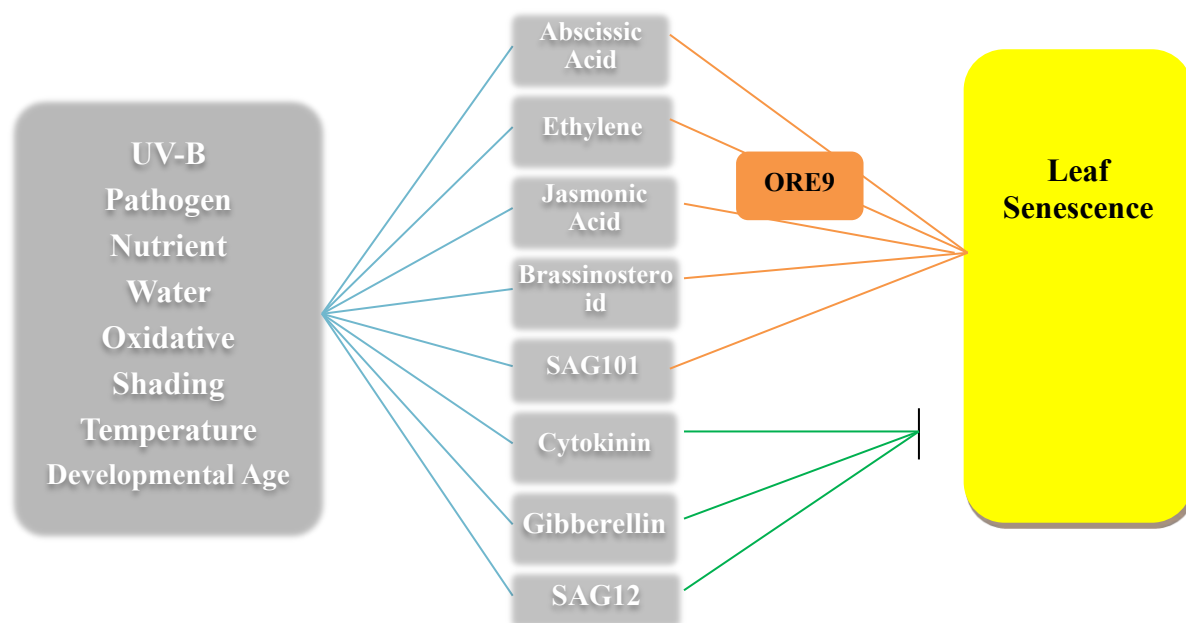 UV-B
Pathogen
Nutrient
Water
Oxidative
Shading
Temperature
Developmental Age
Abscissic
Acid
Ethylene
Jasmonic
Acid
Brassinostero
id
SAG101
Cytokinin
Gibberellin
SAG12
ORE9
Leaf
Senescence